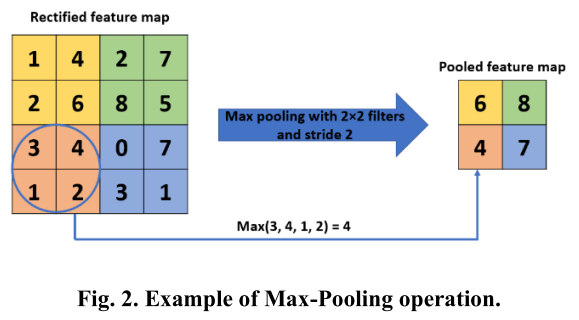 Rectified feature map
1 4 2 7
2 6 8 5
3 4 0 7
1 2 3 1
Max pooling with 2×2 filters
and stride 2
Pooled feature map
6 8
4 7
Max(3, 4, 1, 2) = 4
Fig. 2. Example of Max-Pooling operation.